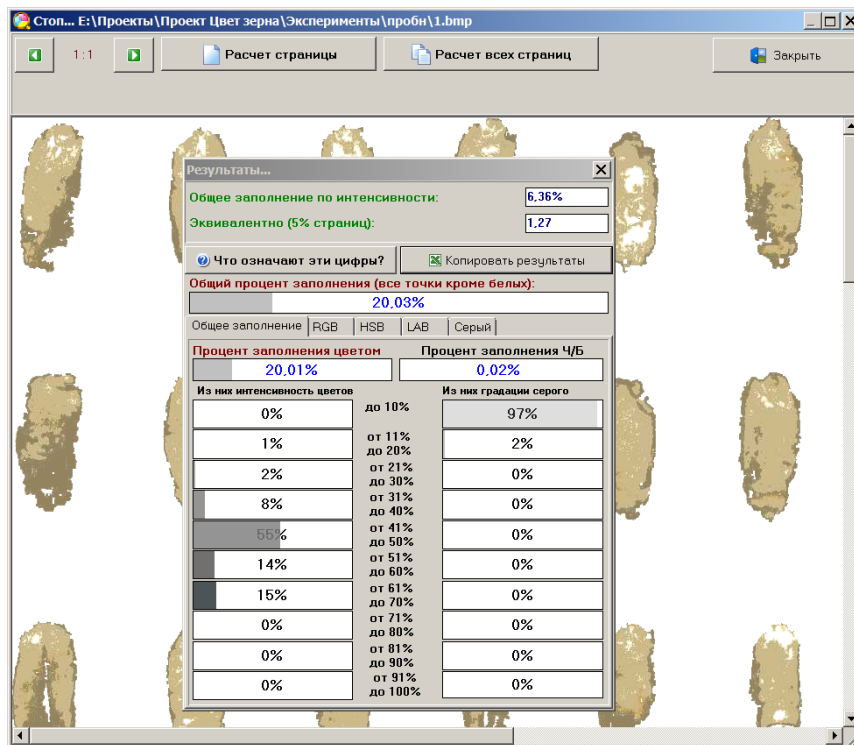 Стоп... E:\Проекты\Проект Цвет зерна\Эксперименты\пробн\1.bmp
1:1 Расчет страницы Расчет всех страниц Закрыть
Результаты...
Общее заполнение по интенсивности: 6,36%
Эквивалентно (5% страниц): 1,27
Что означают эти цифры? Копировать результаты
Общий процент заполнения (все точки кроме белых):
20,03%
Общее заполнение RGB HSB LAB Серый
Процент заполнения цветом Процент заполнения Ч/Б
20,01% 0,02%
Из них интенсивность цветов Из них градации серого
0% до 10% 97%
1% от 11% до 20% 2%
2% от 21% до 30% 0%
8% от 31% до 40% 0%
55% от 41% до 50% 0%
14% от 51% до 60% 0%
15% от 61% до 70% 0%
0% от 71% до 80% 0%
0% от 81% до 90% 0%
0% от 91% до 100% 0%